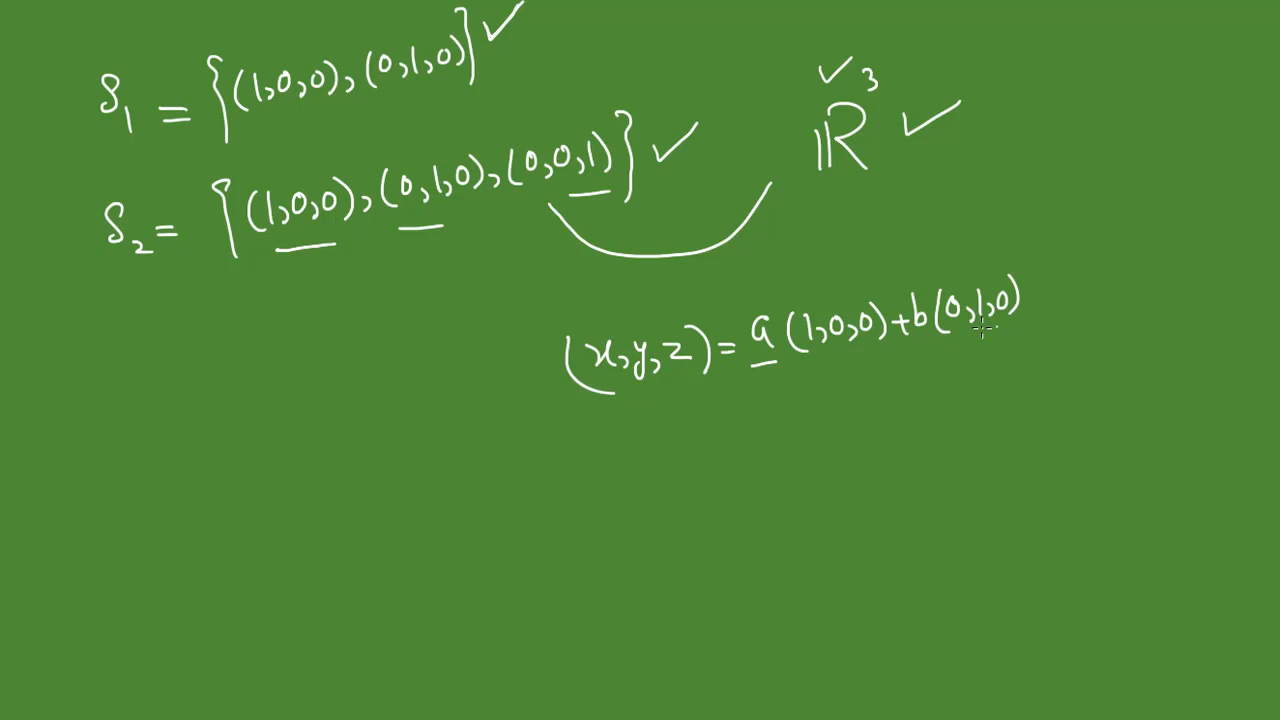 S₁ = {(1,0,0), (0,1,0)} ✓
S₂ = {(1,0,0), (0,1,0), (0,0,1)} ✓
✓ ℝ³ ✓
(x,y,z) = a(1,0,0)+b(0,1,0)